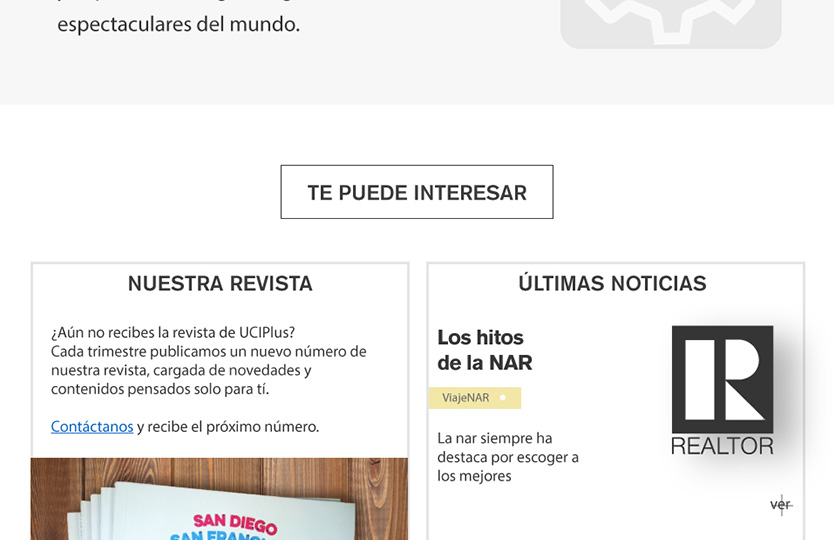 espectaculares del mundo.
TE PUEDE INTERESAR
NUESTRA REVISTA
¿Aún no recibes la revista de UCIPlus?
Cada trimestre publicamos un nuevo número de
nuestra revista, cargada de novedades y
contenidos pensados solo para tí.
Contáctanos y recibe el próximo número.
SAN DIEGO
ÚLTIMAS NOTICIAS
Los hitos
de la NAR
ViajeNAR
La nar siempre ha
destaca por escoger a
los mejores
R
REALTOR
ver